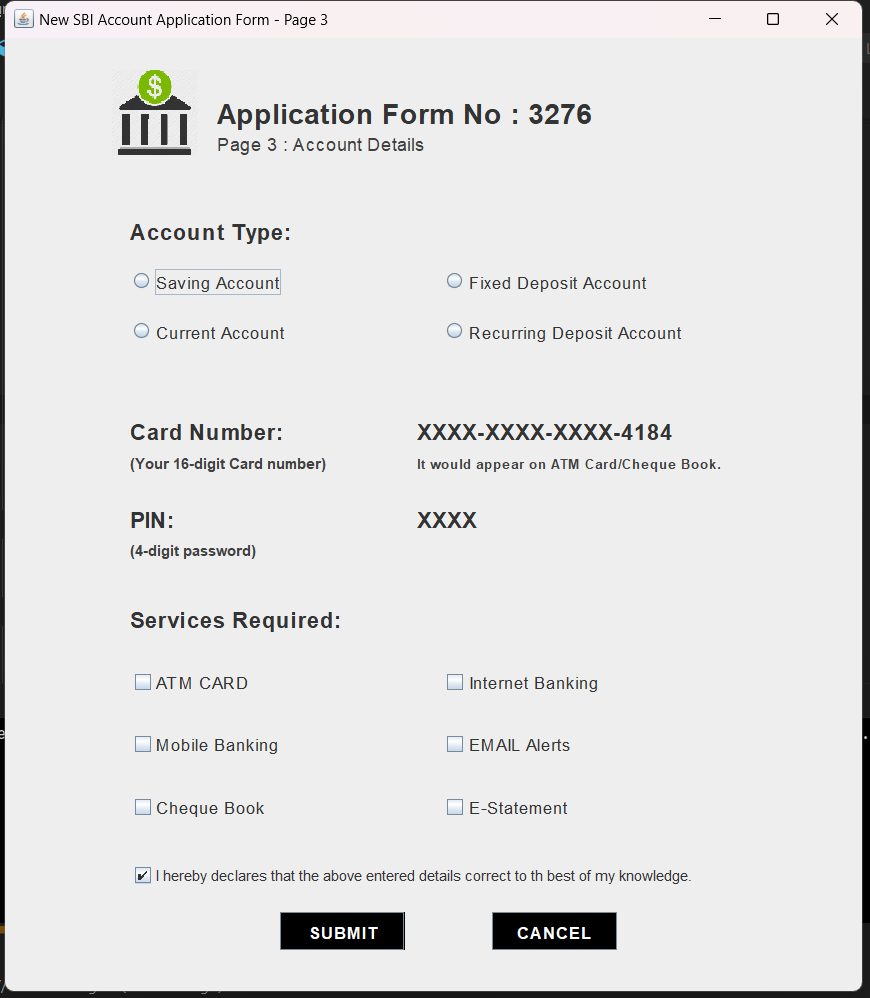 New SBI Account Application Form - Page 3
$
Application Form No : 3276
Page 3 : Account Details
Account Type:
Saving Account Fixed Deposit Account
Current Account Recurring Deposit Account
Card Number: XXXX-XXXX-XXXX-4184
(Your 16-digit Card number) It would appear on ATM Card/Cheque Book.
PIN: XXXX
(4-digit password)
Services Required:
ATM CARD Internet Banking
Mobile Banking EMAIL Alerts
Cheque Book E-Statement
I hereby declares that the above entered details correct to th best of my knowledge.
SUBMIT CANCEL